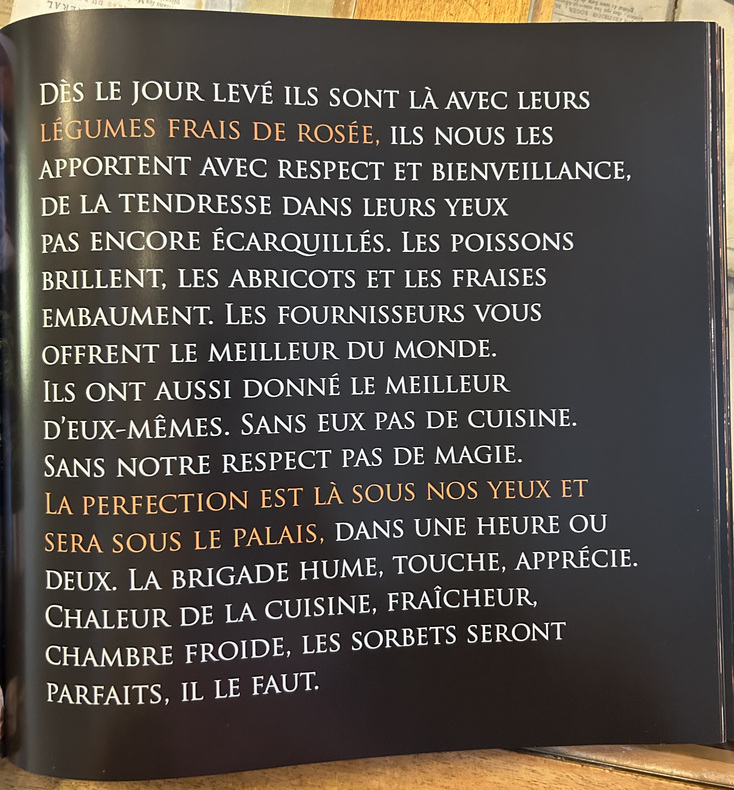 Dès le jour levé ils sont là avec leurs
légumes frais de rosée, ils nous les
apportent avec respect et bienveillance,
de la tendresse dans leurs yeux
pas encore écarquillés. Les poissons
brillent, les abricots et les fraises
embaument. Les fournisseurs vous
offrent le meilleur du monde.
Ils ont aussi donné le meilleur
d'eux-mêmes. Sans eux pas de cuisine.
Sans notre respect pas de magie.
La perfection est là sous nos yeux et
sera sous le palais, dans une heure ou
deux. La brigade hume, touche, apprécie.
Chaleur de la cuisine, fraîcheur,
chambre froide, les sorbets seront
parfaits, il le faut.